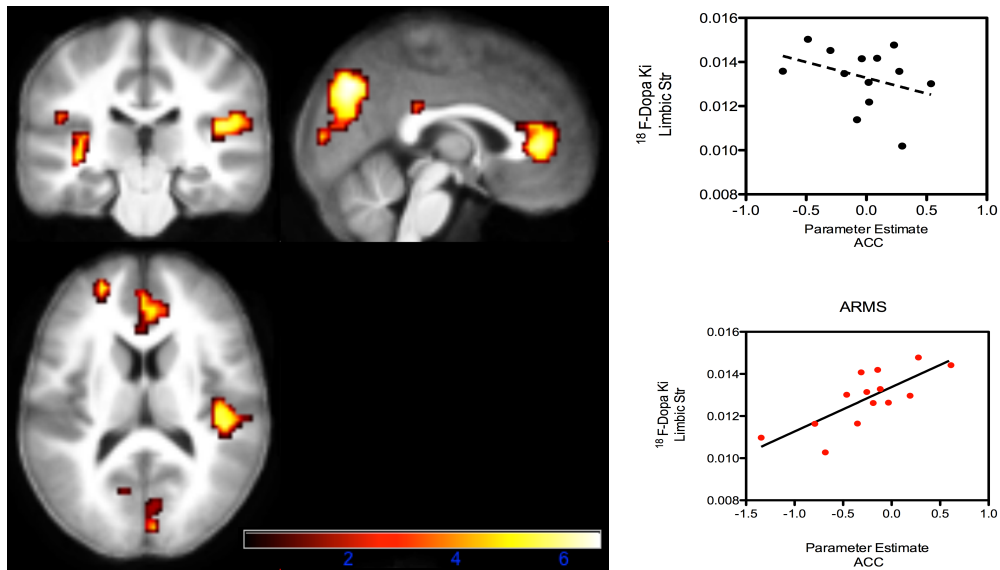 2 4 6
0.016
0.014
0.012
0.010
0.008
-1.0 -0.5 0.0 0.5 1.0
18 F-Dopa Ki
Limbic Str
Parameter Estimate
ACC
ARMS
0.016
0.014
0.012
0.010
0.008
-1.5 -1.0 -0.5 0.0 0.5 1.0
18 F-Dopa Ki
Limbic Str
Parameter Estimate
ACC